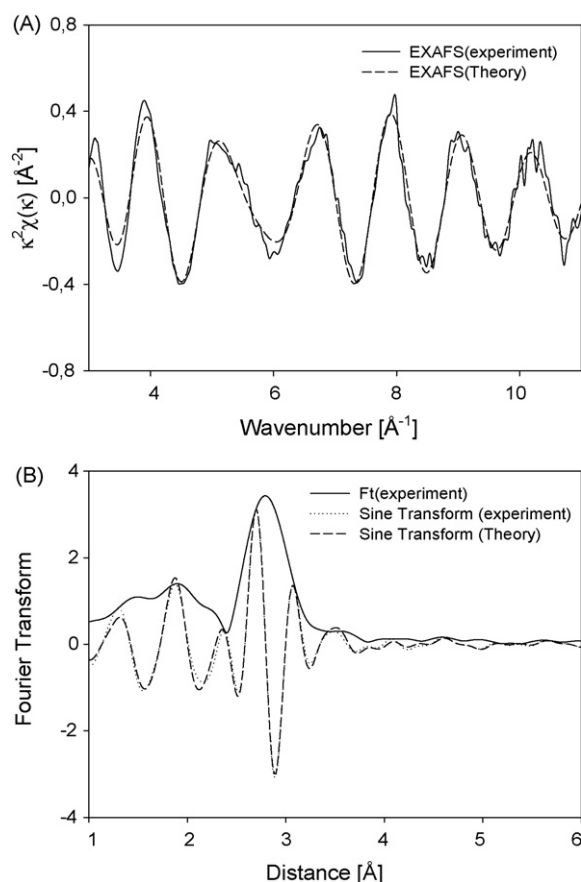 (A)
0,8
0,4
0,0
-0,4
-0,8
κ²χ(κ) [Å⁻²]
EXAFS(experiment)
EXAFS(Theory)
4 6 8 10
Wavenumber [Å⁻¹]
(B)
4
2
0
-2
-4
Fourier Transform
Ft(experiment)
Sine Transform (experiment)
Sine Transform (Theory)
1 2 3 4 5 6
Distance [Å]